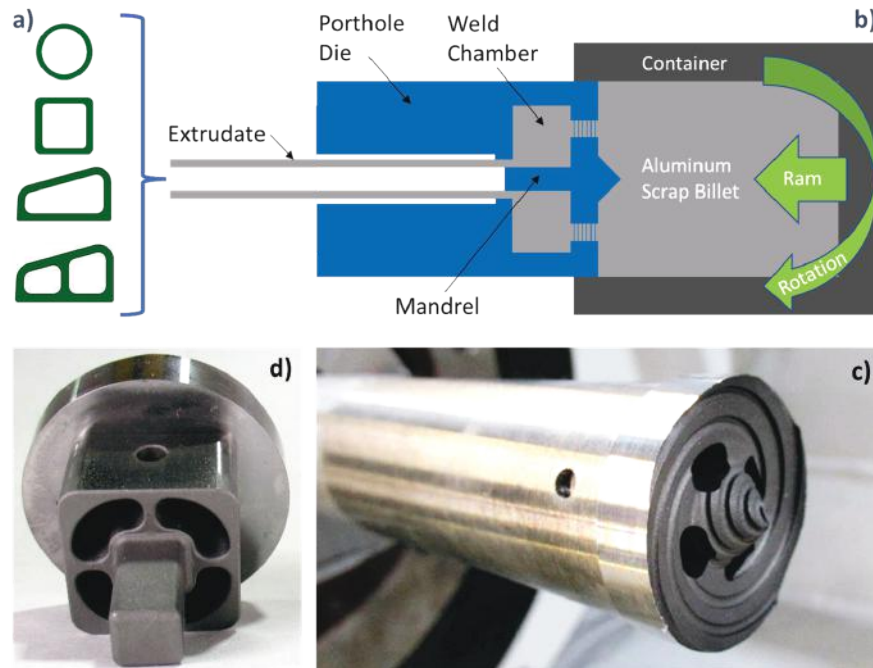 a)
Porthole
Die
Weld
Chamber
b)
Container
Extrudate
Aluminum
Scrap Billet
Ram
Mandrel
Rotation
d)
c)